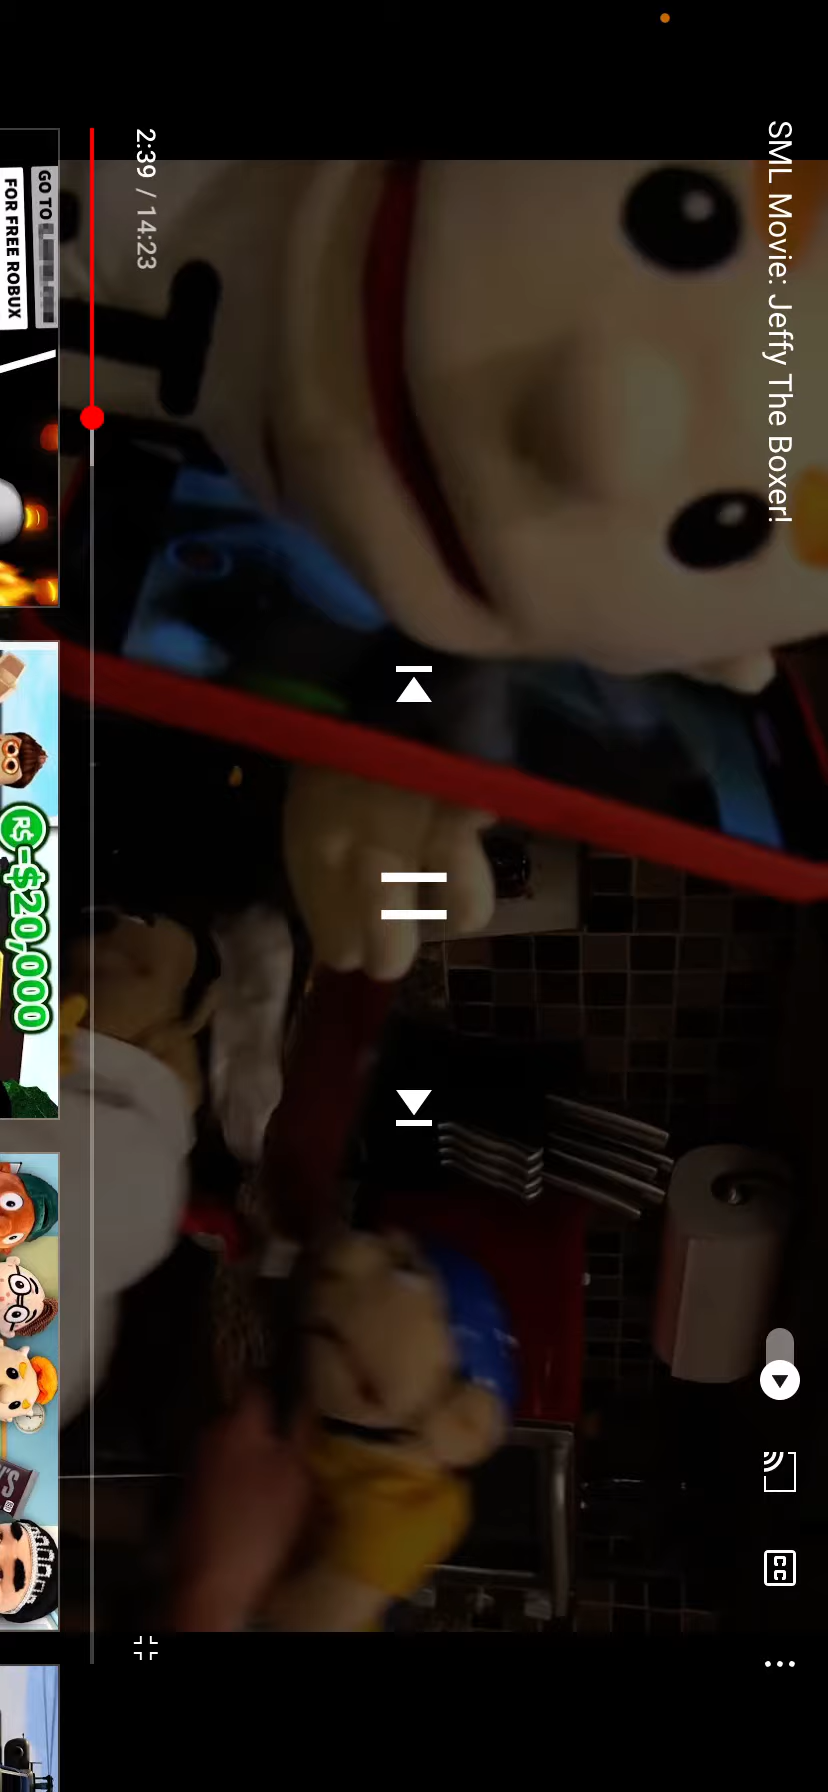 SML Movie: Jeffy The Boxer!
2:39 / 14:23
GO TO
FOR FREE ROBUX
R$-$20,000